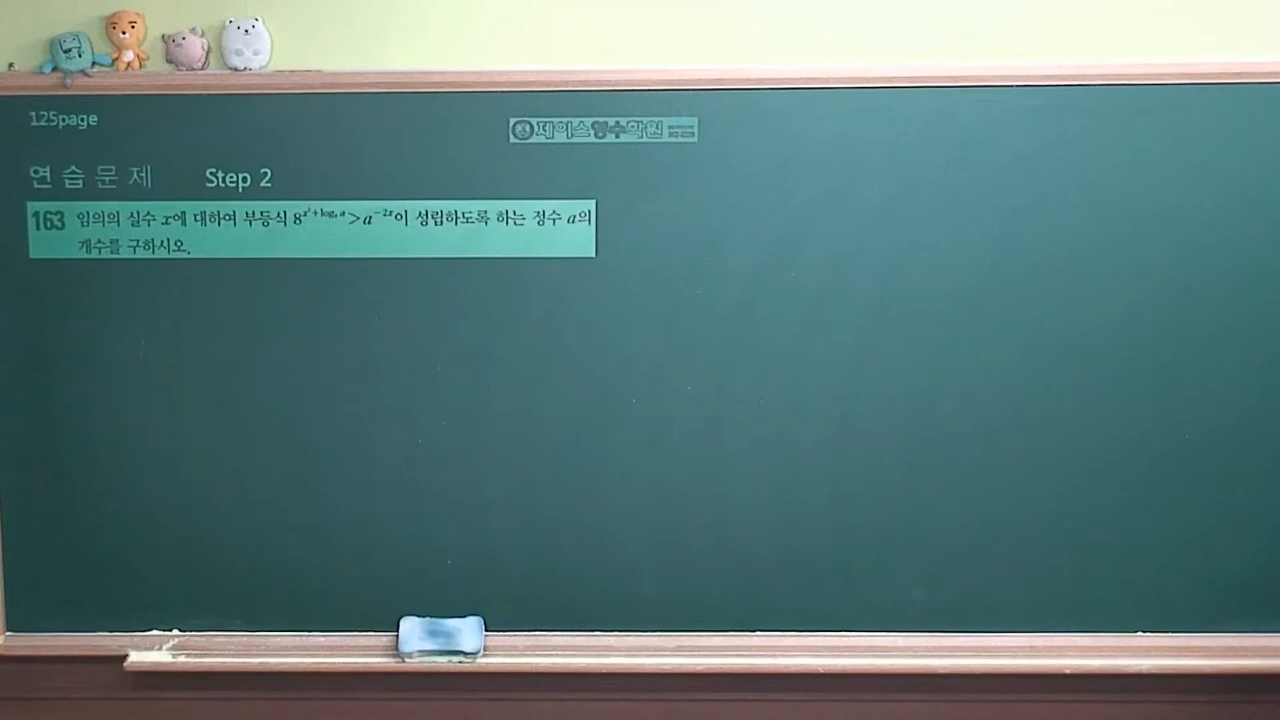 125page
제이스영수학원
연습문제 Step 2
163 임의의 실수 x에 대하여 부등식 8^{x²+log₄ a}>a^{-2x}이 성립하도록 하는 정수 a의
개수를 구하시오.